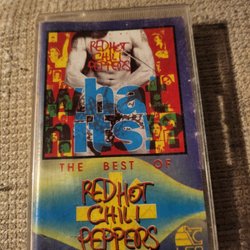 RED HOT
CHILI
PEPPERS
what
hits!?
THE BEST OF
RED HOT
CHILI
PEPPERS